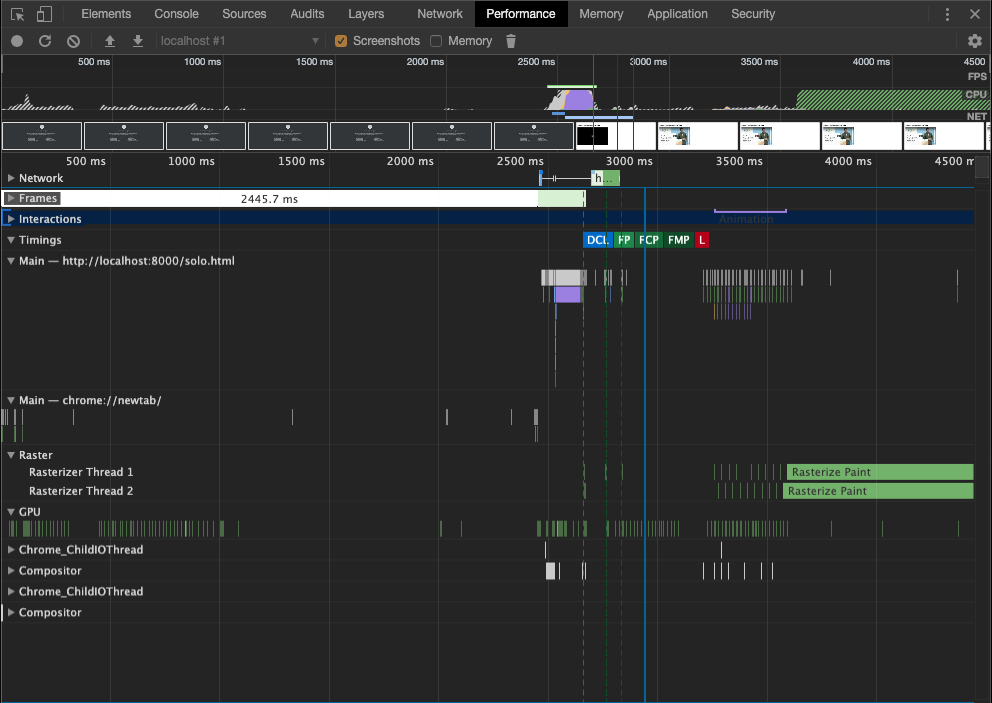 Elements Console Sources Audits Layers Network Performance Memory Application Security
localhost #1 Screenshots Memory
500 ms 1000 ms 1500 ms 2000 ms 2500 ms 3000 ms 3500 ms 4000 ms 4500
FPS
CPU
NET
500 ms 1000 ms 1500 ms 2000 ms 2500 ms 3000 ms 3500 ms 4000 ms 4500 m
Network h...
Frames 2445.7 ms
Interactions Animation
Timings DCL FP FCP FMP L
Main — http://localhost:8000/solo.html
Main — chrome://newtab/
Raster
Rasterizer Thread 1 Rasterize Paint
Rasterizer Thread 2 Rasterize Paint
GPU
Chrome_ChildIOThread
Compositor
Chrome_ChildIOThread
Compositor